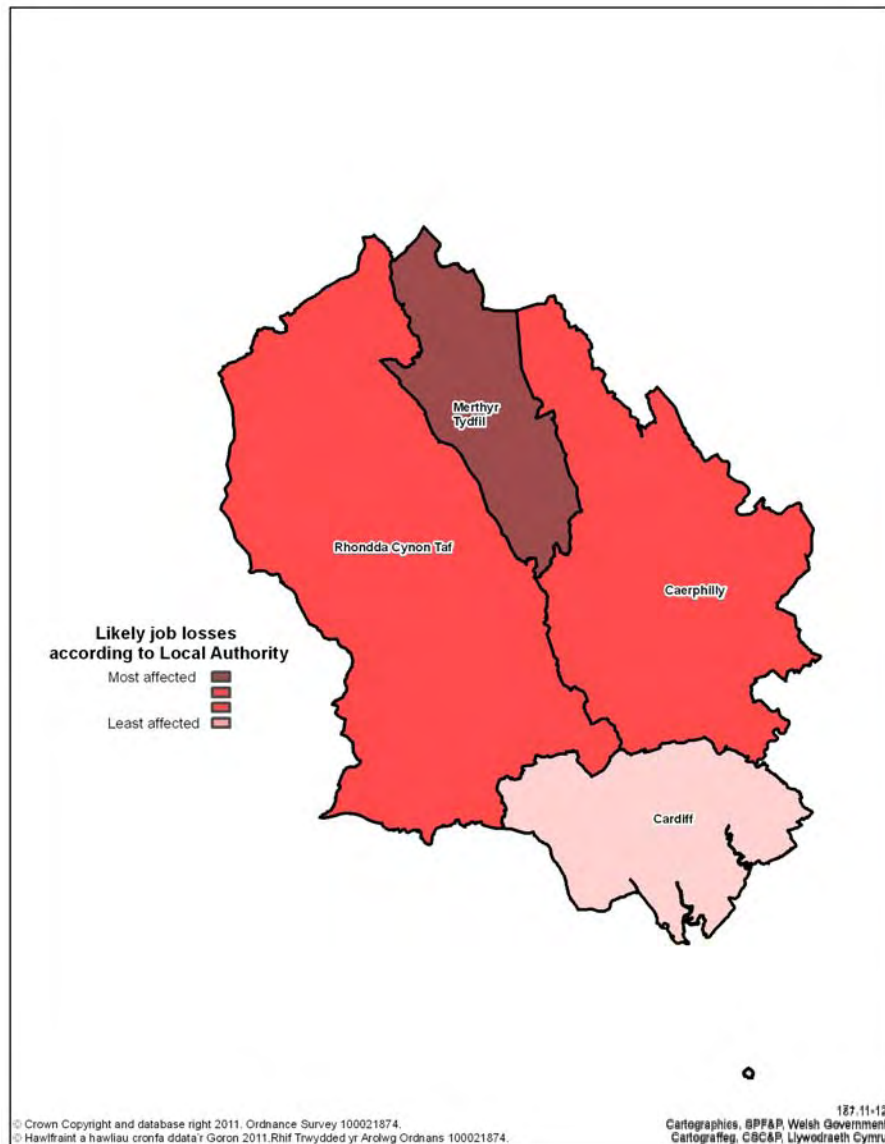 Merthyr
Tydfil
Rhondda Cynon Taf
Caerphilly
Likely job losses
according to Local Authority
Most affected
Least affected
Cardiff
© Crown Copyright and database right 2011. Ordnance Survey 100021874.
© Hawlfraint a hawliau cronfa ddata'r Goron 2011.Rhif Trwydded yr Arolwg Ordnans 100021874.
Cartographics, Welsh Government
Cartograffeg, Llywodraeth Cymru